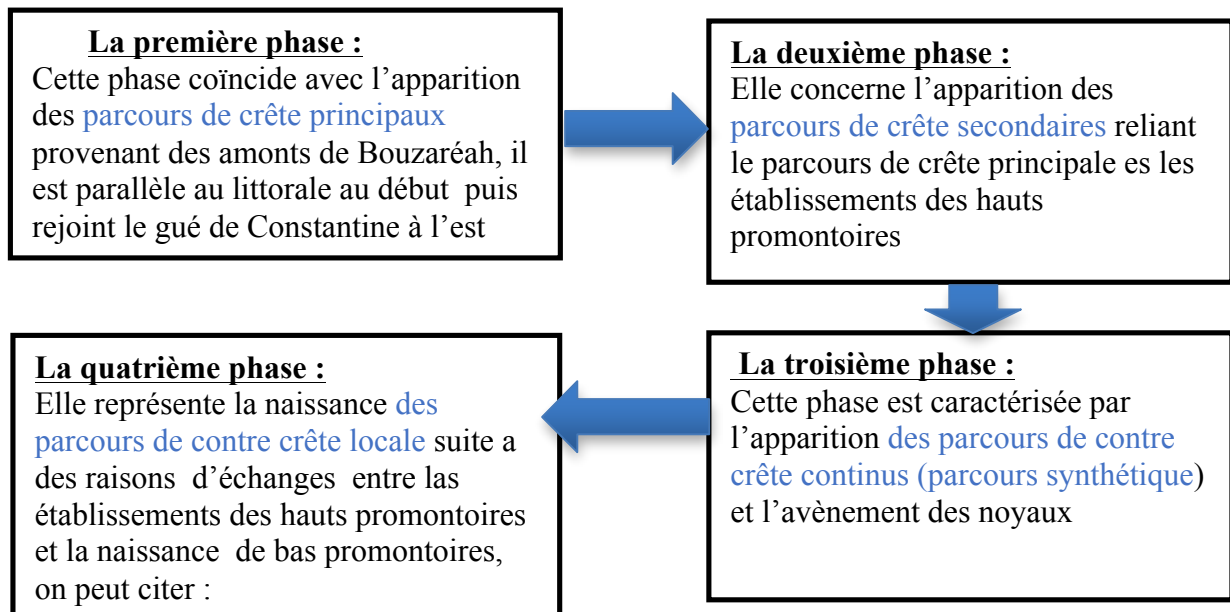 La première phase :
Cette phase coïncide avec l’apparition
des parcours de crête principaux
provenant des amonts de Bouzaréah, il
est parallèle au littorale au début puis
rejoint le gué de Constantine à l’est
La deuxième phase :
Elle concerne l’apparition des
parcours de crête secondaires reliant
le parcours de crête principale es les
établissements des hauts
promontoires
La troisième phase :
Cette phase est caractérisée par
l’apparition des parcours de contre
crête continus (parcours synthétique)
et l’avènement des noyaux
La quatrième phase :
Elle représente la naissance des
parcours de contre crête locale suite a
des raisons d’échanges entre las
établissements des hauts promontoires
et la naissance de bas promontoires,
on peut citer :